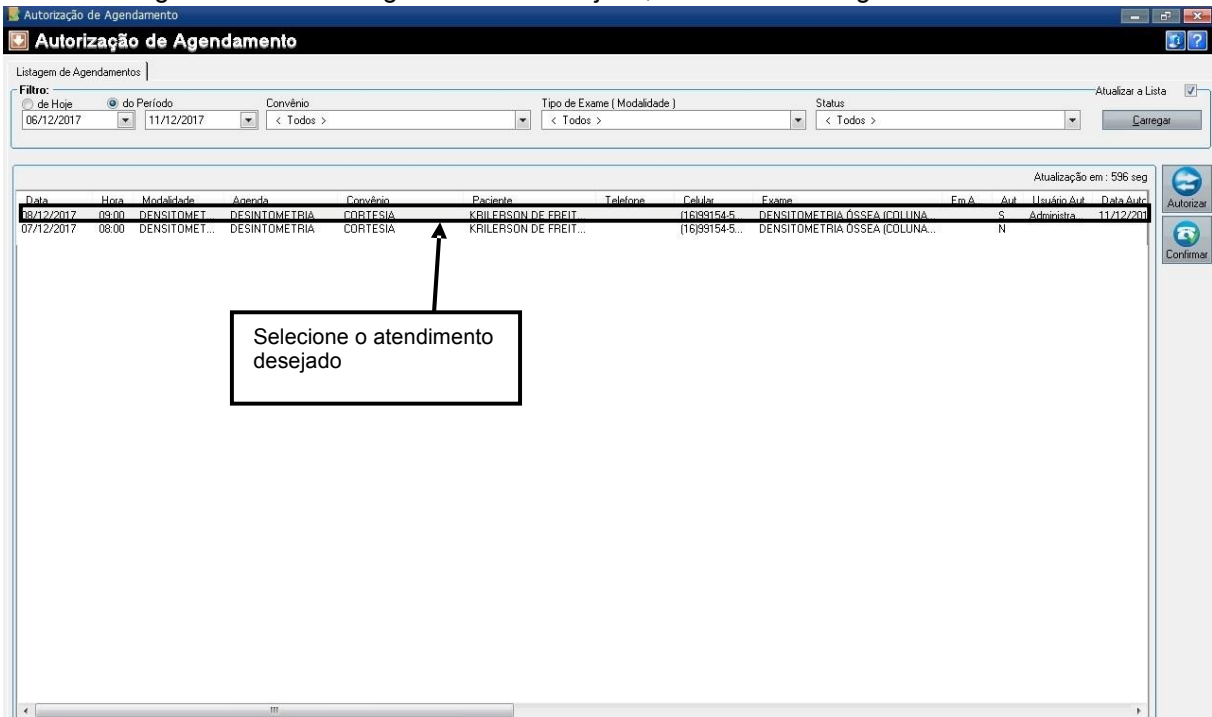 Autorização de Agendamento
Autorização de Agendamento
Listagem de Agendamentos
Filtro:
de Hoje do Período Convênio Tipo de Exame ( Modalidade ) Status Atualizar a Lista
06/12/2017 11/12/2017 < Todos > < Todos > < Todos > Carregar
Atualização em : 596 seg
Data Hora Modalidade Agenda Convênio Paciente Telefone Celular Exame Em A Aut Usuário Aut Data Autc
08/12/2017 09:00 DENSITOMET... DESINTOMETRIA CORTESIA KRILERSON DE FREIT... (16)99154-5... DENSITOMETRIA ÓSSEA (COLUNA... S Administra... 11/12/201
07/12/2017 08:00 DENSITOMET... DESINTOMETRIA CORTESIA KRILERSON DE FREIT... (16)99154-5... DENSITOMETRIA ÓSSEA (COLUNA... N
Autorizar
Confirmar
Selecione o atendimento
desejado